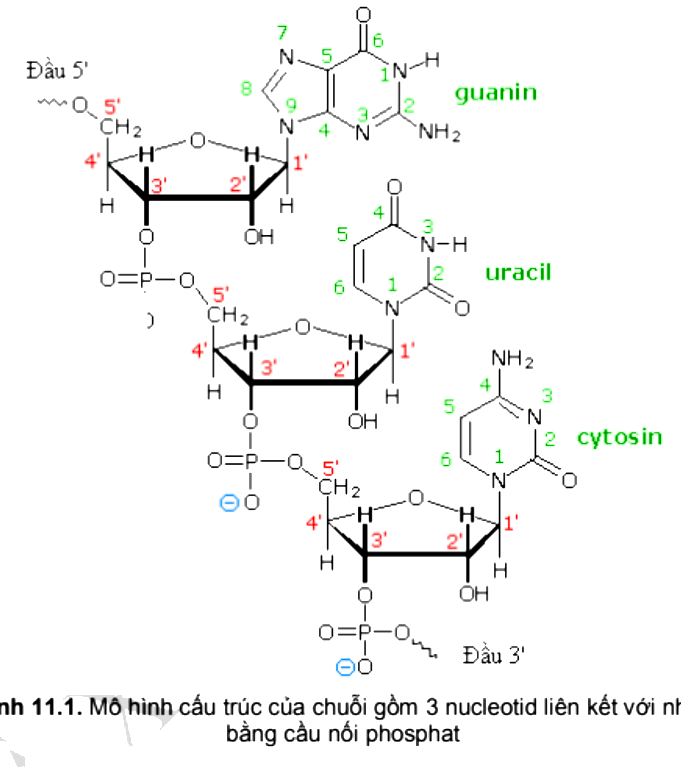 O
7
6
5
N
Đầu 5'
1
N
H
8
guanin
O
5'
9
3
2
CH₂
N
4
N
NH₂
O
4'
H
H
1'
3'
2'
H
H
O
OH
O
4
3
5
N
H
O
P
O
uracil
6
1
2
5'
)
N
O
CH₂
O
4'
H
H
1'
NH₂
3'
2'
H
H
4
3
O
OH
5
N
cytosin
2
O
P
O
6
1
5'
N
O
⊖
O
CH₂
O
4'
H
H
1'
3'
2'
H
H
O
OH
O
P
O
Đầu 3'
⊖
O
nh 11.1. Mô hình cấu trúc của chuỗi gồm 3 nucleotid liên kết với nh
bằng cầu nối phosphat